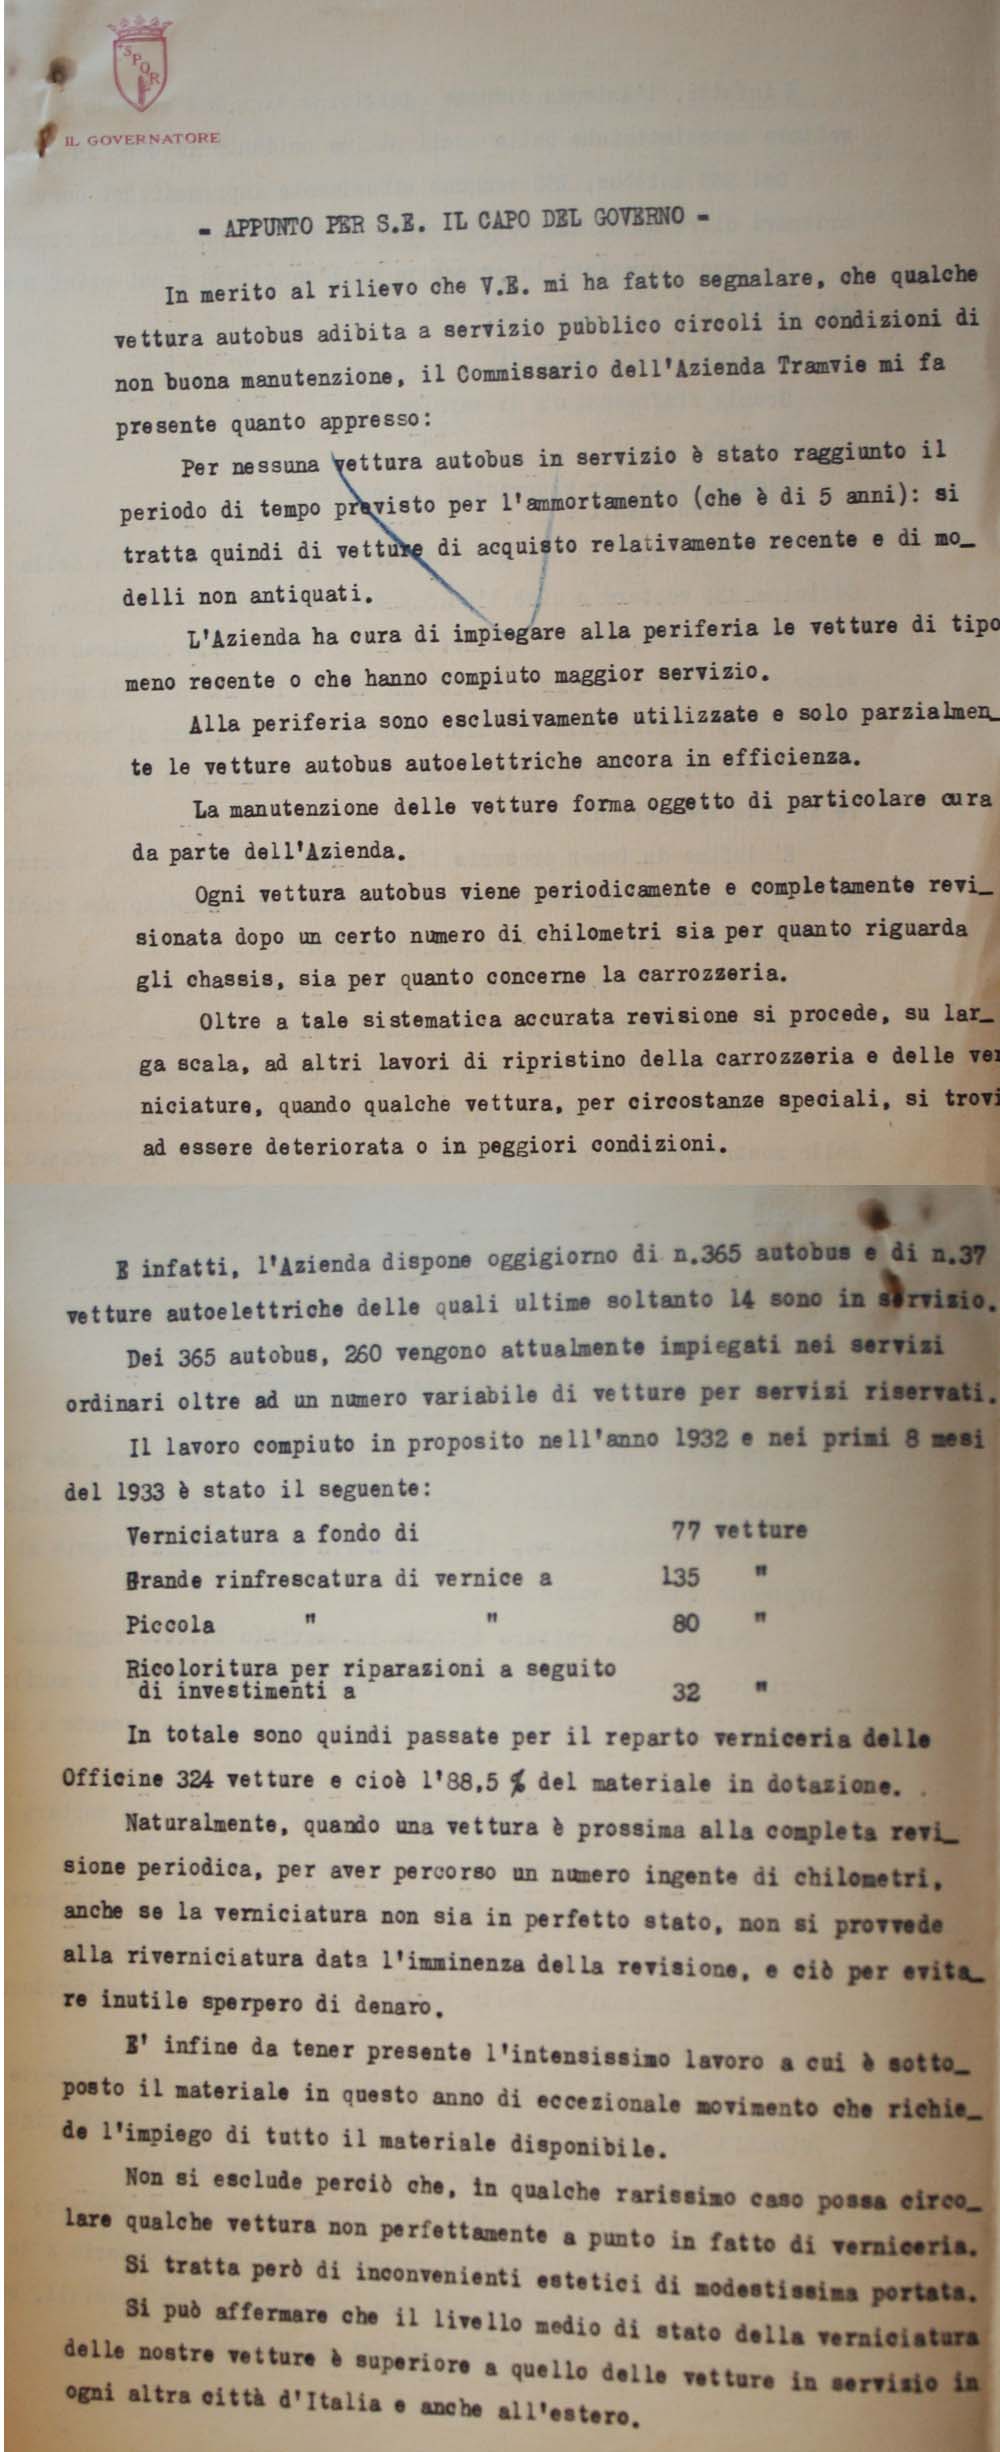 SPQR
IL GOVERNATORE
- APPUNTO PER S.E. IL CAPO DEL GOVERNO -
In merito al rilievo che V.E. mi ha fatto segnalare, che qualche
vettura autobus adibita a servizio pubblico circoli in condizioni di
non buona manutenzione, il Commissario dell'Azienda Tramvie mi fa
presente quanto appresso:
Per nessuna vettura autobus in servizio è stato raggiunto il
periodo di tempo previsto per l'ammortamento (che è di 5 anni): si
tratta quindi di vetture di acquisto relativamente recente e di mo_
delli non antiquati.
L'Azienda ha cura di impiegare alla periferia le vetture di tipo
meno recente o che hanno compiuto maggior servizio.
Alla periferia sono esclusivamente utilizzate e solo parzialmen_
te le vetture autobus autoelettriche ancora in efficienza.
La manutenzione delle vetture forma oggetto di particolare cura
da parte dell'Azienda.
Ogni vettura autobus viene periodicamente e completamente revi_
sionata dopo un certo numero di chilometri sia per quanto riguarda
gli chassis, sia per quanto concerne la carrozzeria.
Oltre a tale sistematica accurata revisione si procede, su lar_
ga scala, ad altri lavori di ripristino della carrozzeria e delle ver
niciature, quando qualche vettura, per circostanze speciali, si trovi
ad essere deteriorata o in peggiori condizioni.
E infatti, l'Azienda dispone oggigiorno di n.365 autobus e di n.37
vetture autoelettriche delle quali ultime soltanto 14 sono in servizio.
Dei 365 autobus, 260 vengono attualmente impiegati nei servizi
ordinari oltre ad un numero variabile di vetture per servizi riservati.
Il lavoro compiuto in proposito nell'anno 1932 e nei primi 8 mesi
del 1933 è stato il seguente:
Verniciatura a fondo di 77 vetture
Grande rinfrescatura di vernice a 135 "
Piccola " " 80 "
Ricoloritura per riparazioni a seguito
di investimenti a 32 "
In totale sono quindi passate per il reparto verniceria delle
Officine 324 vetture e cioè l'88,5 % del materiale in dotazione.
Naturalmente, quando una vettura è prossima alla completa revi_
sione periodica, per aver percorso un numero ingente di chilometri,
anche se la verniciatura non sia in perfetto stato, non si provvede
alla riverniciatura data l'imminenza della revisione, e ciò per evita_
re inutile sperpero di denaro.
E' infine da tener presente l'intensissimo lavoro a cui è sotto_
posto il materiale in questo anno di eccezionale movimento che richie_
de l'impiego di tutto il materiale disponibile.
Non si esclude perciò che, in qualche rarissimo caso possa circo_
lare qualche vettura non perfettamente a punto in fatto di verniceria.
Si tratta però di inconvenienti estetici di modestissima portata.
Si può affermare che il livello medio di stato della verniciatura
delle nostre vetture è superiore a quello delle vetture in servizio in
ogni altra città d'Italia e anche all'estero.